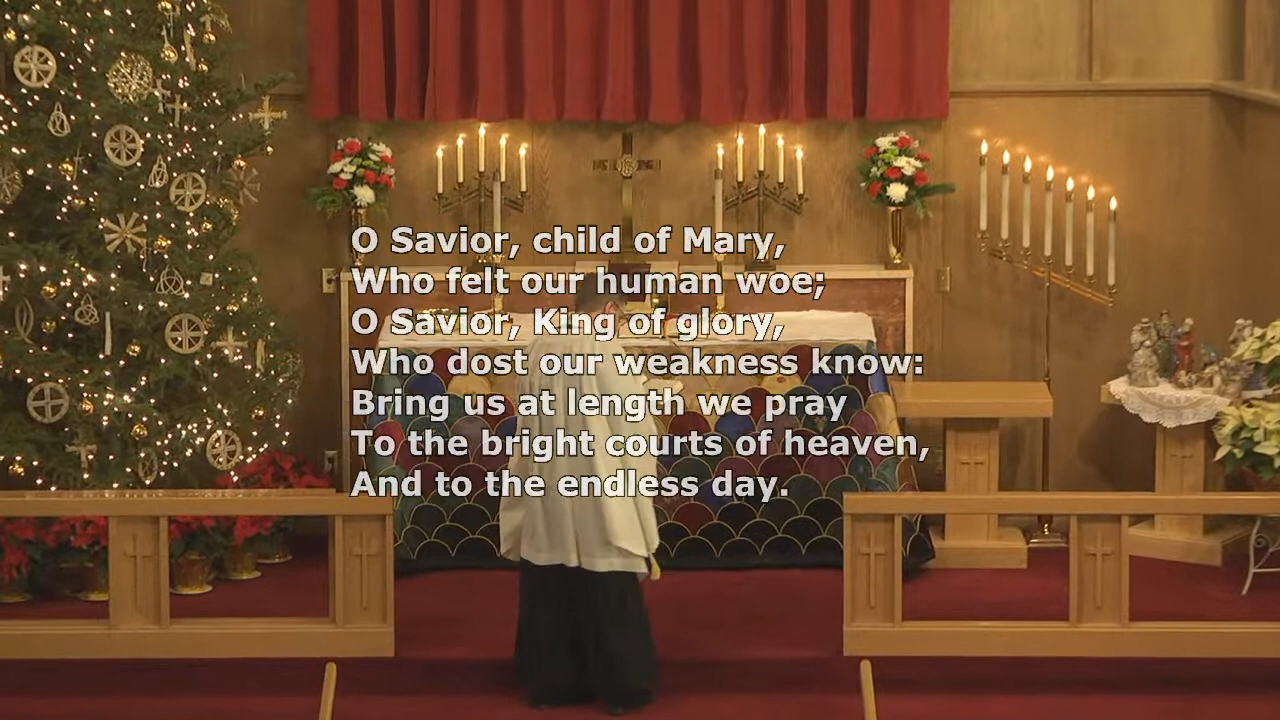 O Savior, child of Mary,
Who felt our human woe;
O Savior, King of glory,
Who dost our weakness know:
Bring us at length we pray
To the bright courts of heaven,
And to the endless day.